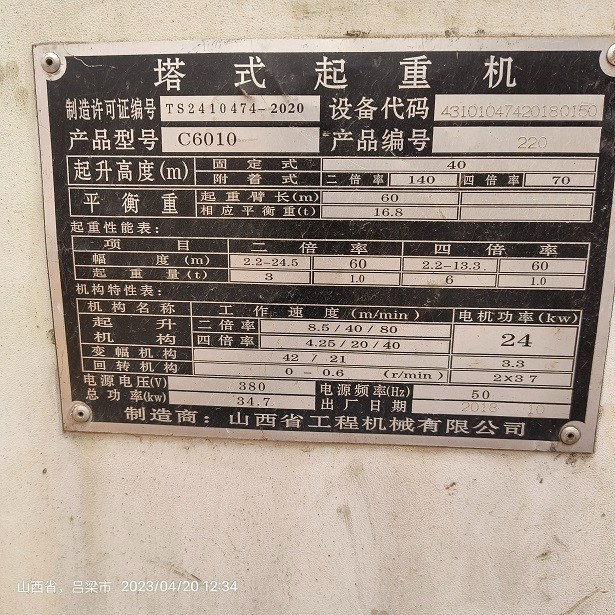 塔式起重机
制造许可证编号 TS2410474-2020 设备代码 43101047420180150
产品型号 C6010 产品编号 220
起升高度(m) 固定式 40
附着式 二倍率 140 四倍率 70
平衡重 起重臂长(m) 60
相应平衡重(t) 16.8
起重性能表:
项目 二倍率 四倍率
幅度(m) 2.2-24.5 60 2.2-13.3 60
起重量(t) 3 1.0 6 1.0
机构特性表:
机构名称 工作速度(m/min) 电机功率(kw)
起升机构 二倍率 8.5/40/80 24
四倍率 4.25/20/40
变幅机构 42/21 3.3
回转机构 0-0.6 (r/min) 2×3.7
电源电压(V) 380 电源频率(Hz) 50
总功率(kw) 34.7 出厂日期 2018 10
制造商:山西省工程机械有限公司
山西省,吕梁市 2023/04/20 12:34